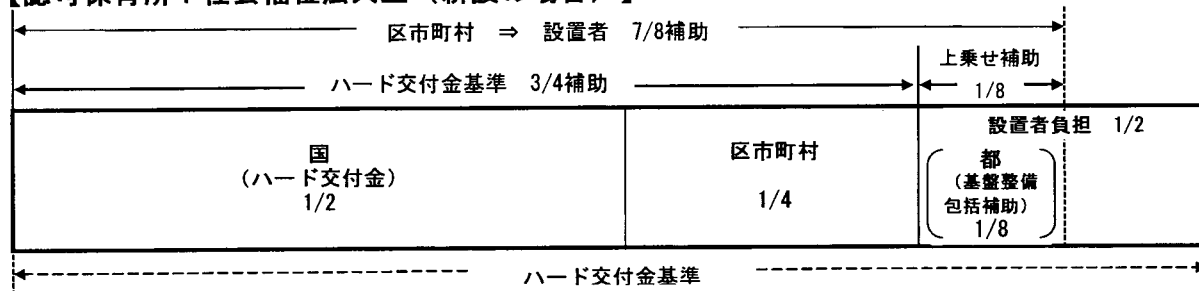 区市町村 ⇒ 設置者 7/8補助
上乗せ補助
ハード交付金基準 3/4補助
1/8
設置者負担 1/2
国
(ハード交付金)
1/2
区市町村
1/4
都
(基盤整備
包括補助)
1/8
ハード交付金基準